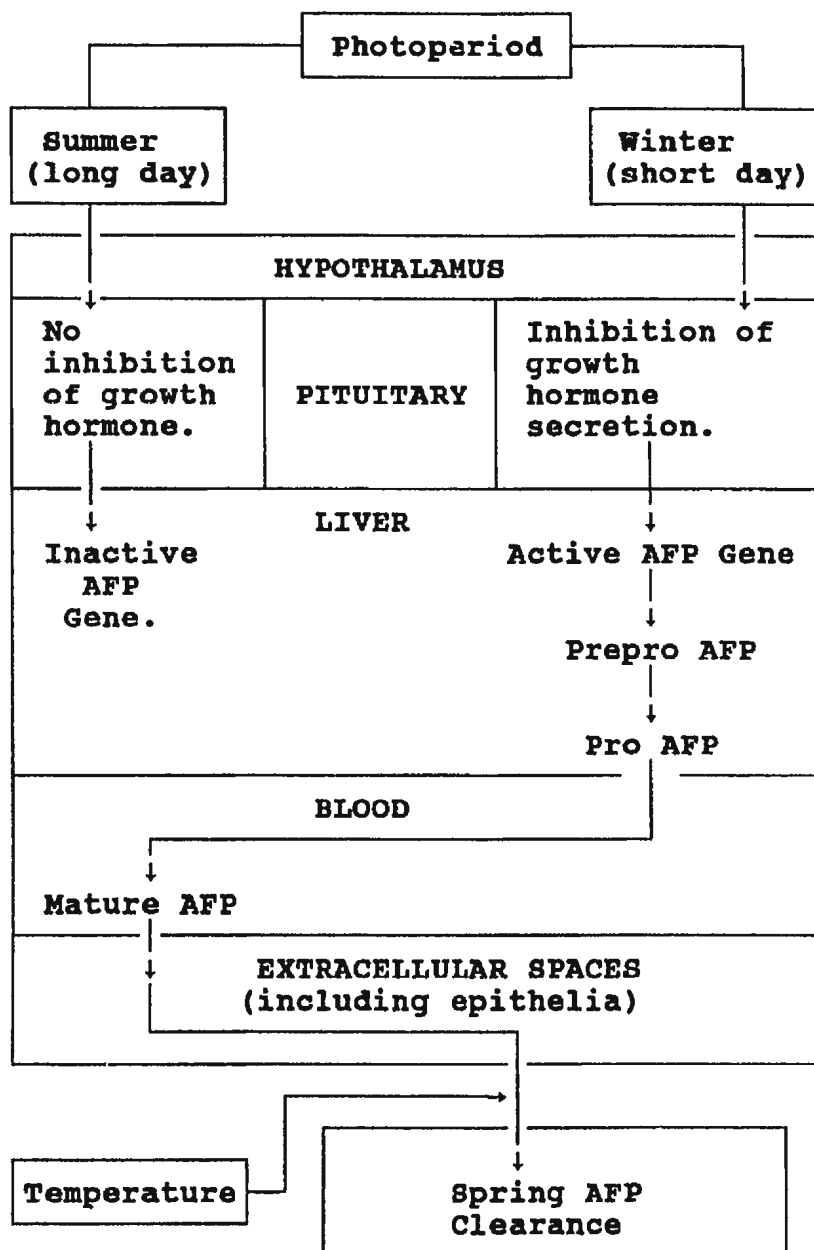 Photoperiod
Summer
(long day)
Winter
(short day)
HYPOTHALAMUS
No
inhibition
of growth
hormone.
PITUITARY
Inhibition of
growth
hormone
secretion.
LIVER
Inactive
AFP
Gene.
Active AFP Gene
Prepro AFP
Pro AFP
BLOOD
Mature AFP
EXTRACELLULAR SPACES
(including epithelia)
Temperature
Spring AFP
Clearance